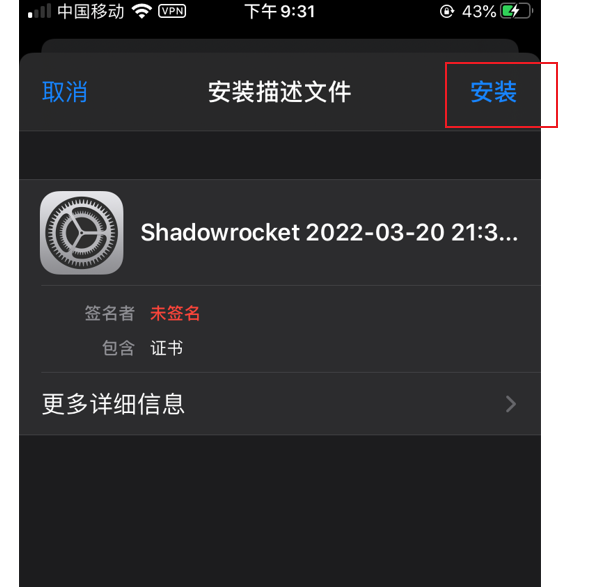 中国移动 VPN 下午 9:31 43%
取消 安装描述文件 安装
Shadowrocket 2022-03-20 21:3...
签名者 未签名
包含 证书
更多详细信息